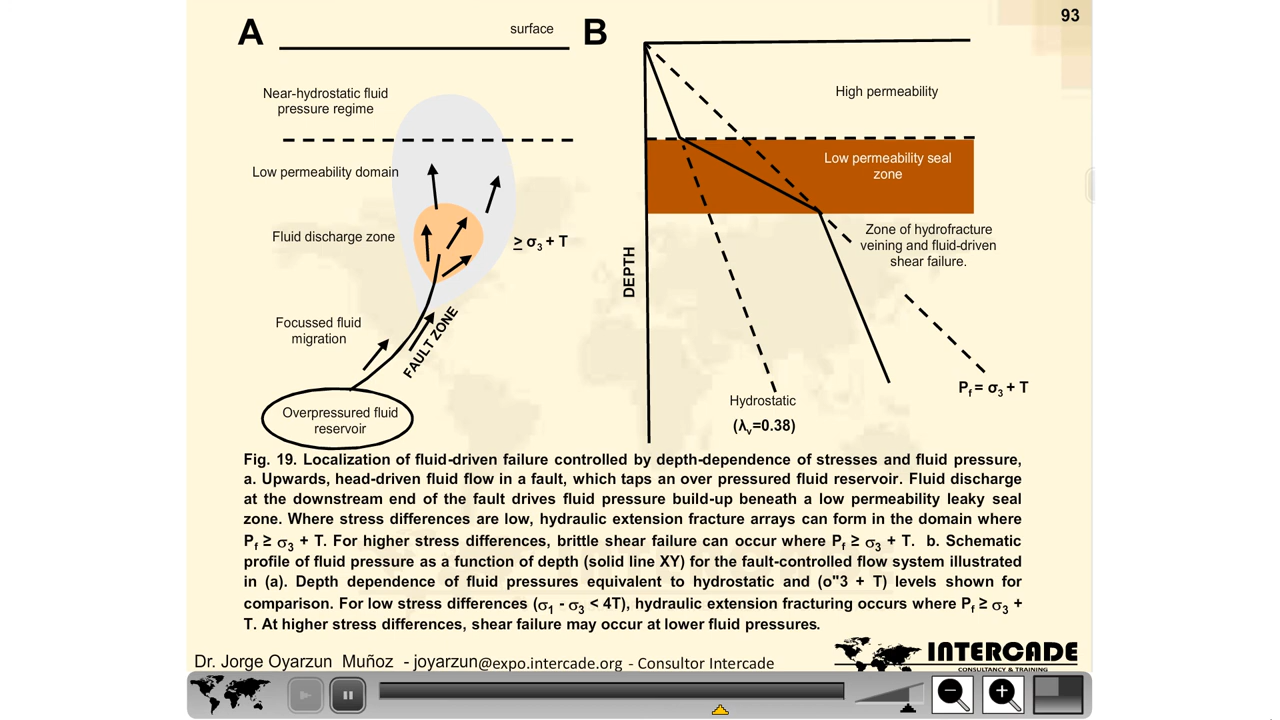 93
A
surface
Near-hydrostatic fluid
pressure regime
Low permeability domain
Fluid discharge zone
≥ σ3 + T
Focussed fluid
migration
FAULT ZONE
Overpressured fluid
reservoir
B
High permeability
Low permeability seal
zone
Zone of hydrofracture
veining and fluid-driven
shear failure.
DEPTH
Pf = σ3 + T
Hydrostatic
(λv=0.38)
Fig. 19. Localization of fluid-driven failure controlled by depth-dependence of stresses and fluid pressure,
a. Upwards, head-driven fluid flow in a fault, which taps an over pressured fluid reservoir. Fluid discharge
at the downstream end of the fault drives fluid pressure build-up beneath a low permeability leaky seal
zone. Where stress differences are low, hydraulic extension fracture arrays can form in the domain where
Pf ≥ σ3 + T. For higher stress differences, brittle shear failure can occur where Pf ≥ σ3 + T. b. Schematic
profile of fluid pressure as a function of depth (solid line XY) for the fault-controlled flow system illustrated
in (a). Depth dependence of fluid pressures equivalent to hydrostatic and (o"3 + T) levels shown for
comparison. For low stress differences (σ1 - σ3 < 4T), hydraulic extension fracturing occurs where Pf ≥ σ3 +
T. At higher stress differences, shear failure may occur at lower fluid pressures.
Dr. Jorge Oyarzun Muñoz - joyarzun@expo.intercade.org - Consultor Intercade
INTERCADE
CONSULTANCY & TRAINING